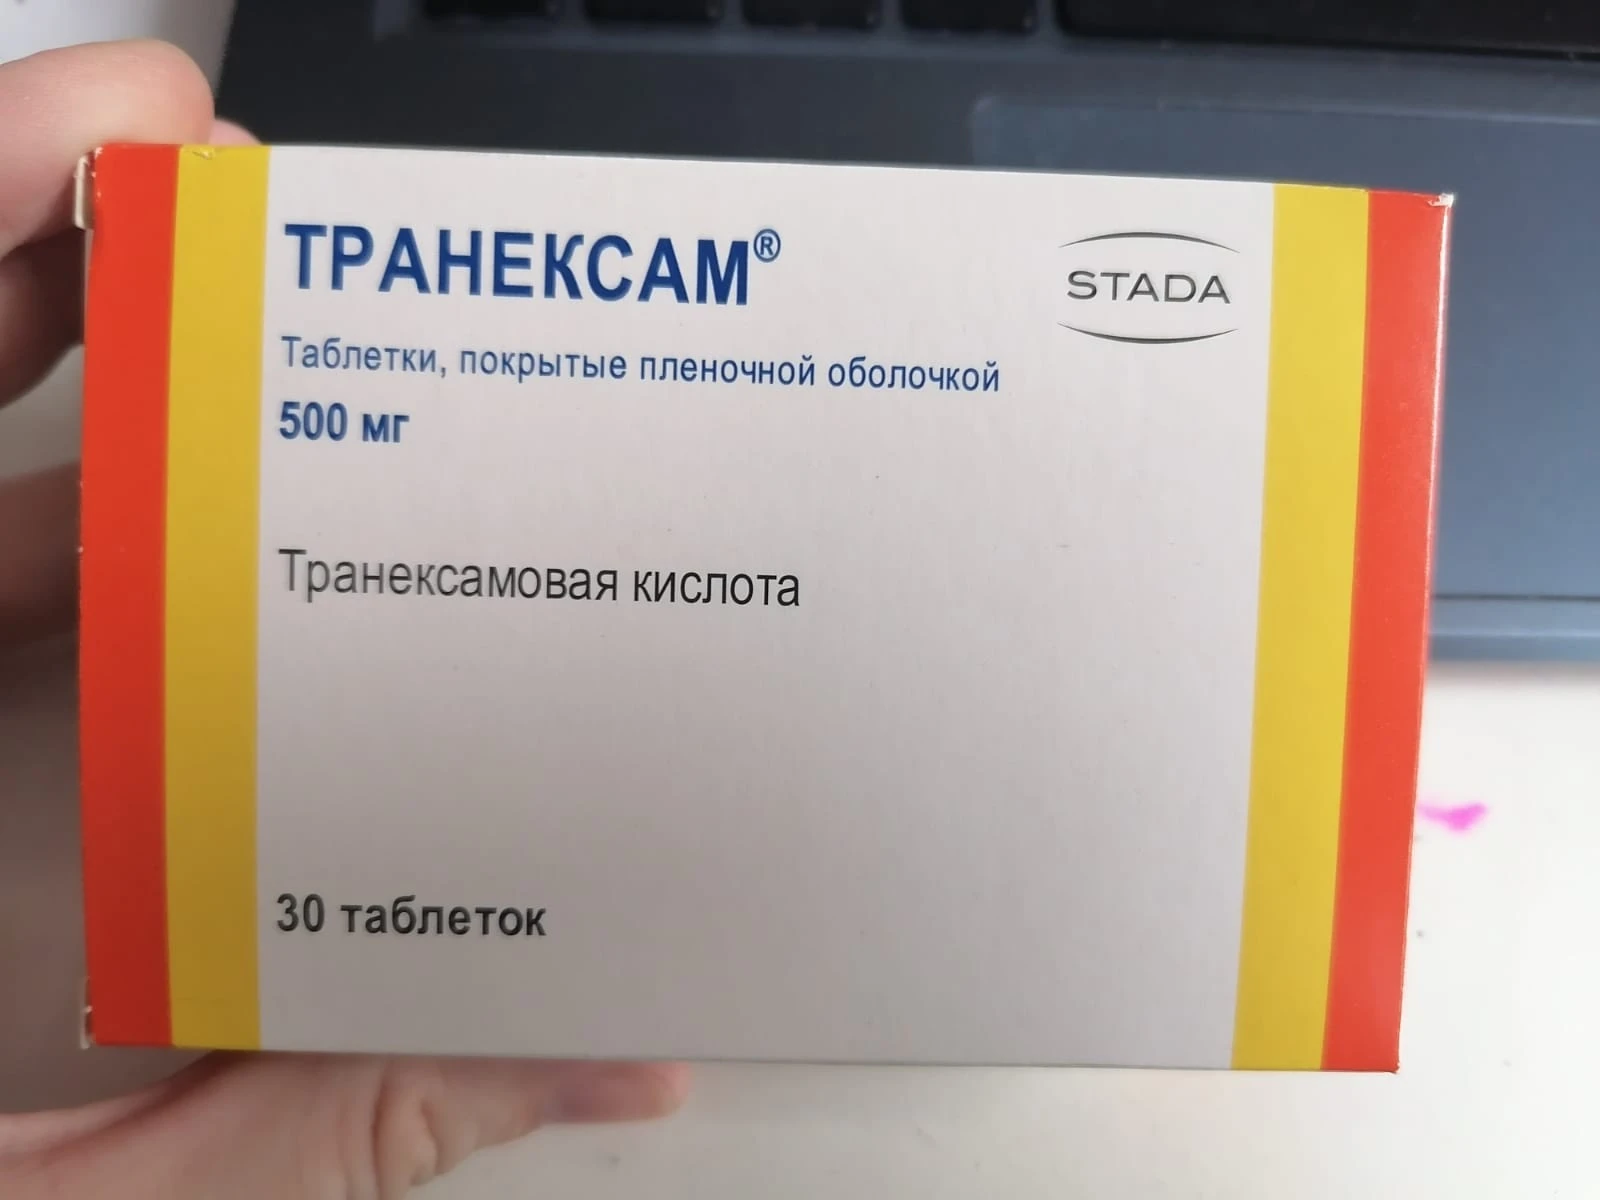 ТРАНЕКСАМ®
STADA
Таблетки, покрытые пленочной оболочкой
500 мг
Транексамовая кислота
30 таблеток